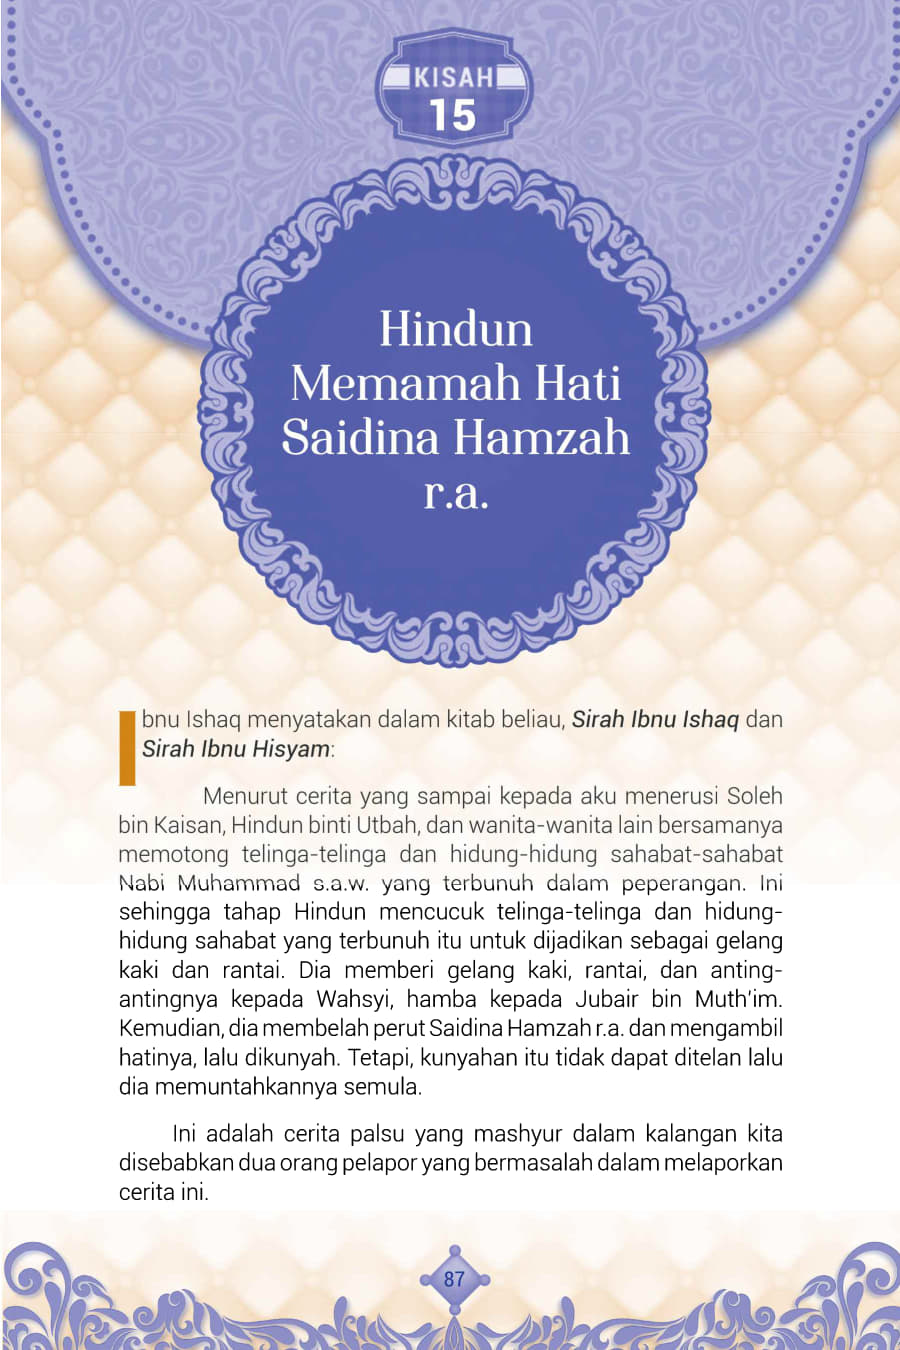 KISAH
15
Hindun
Memamah Hati
Saidina Hamzah
r.a.
Ibnu Ishaq menyatakan dalam kitab beliau, Sirah Ibnu Ishaq dan
Sirah Ibnu Hisyam:
Menurut cerita yang sampai kepada aku menerusi Soleh
bin Kaisan, Hindun binti Utbah, dan wanita-wanita lain bersamanya
memotong telinga-telinga dan hidung-hidung sahabat-sahabat
Nabi Muhammad s.a.w. yang terbunuh dalam peperangan. Ini
sehingga tahap Hindun mencucuk telinga-telinga dan hidung-
hidung sahabat yang terbunuh itu untuk dijadikan sebagai gelang
kaki dan rantai. Dia memberi gelang kaki, rantai, dan anting-
antingnya kepada Wahsyi, hamba kepada Jubair bin Muth'im.
Kemudian, dia membelah perut Saidina Hamzah r.a. dan mengambil
hatinya, lalu dikunyah. Tetapi, kunyahan itu tidak dapat ditelan lalu
dia memuntahkannya semula.
Ini adalah cerita palsu yang mashyur dalam kalangan kita
disebabkan dua orang pelapor yang bermasalah dalam melaporkan
cerita ini.
87